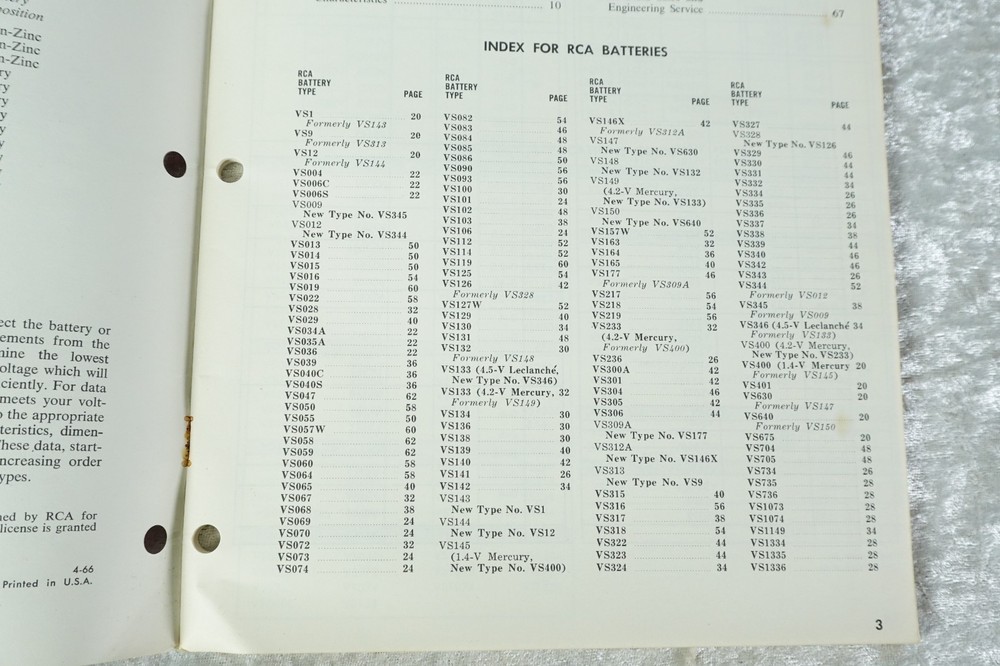 position
n-Zinc
n-Zinc
n-Zinc
ect the battery or
ements from the
nine the lowest
oltage which will
ciently. For data
meets your volt-
o the appropriate
teristics, dimen-
These data, start-
ncreasing order
ypes.
ned by RCA for
license is granted
4-66
Printed in U.S.A.
Characteristics 10
Engineering Service 67
INDEX FOR RCA BATTERIES
RCA
BATTERY
TYPE PAGE
VS1 20
Formerly VS143
VS9 20
Formerly VS313
VS12 20
Formerly VS144
VS004 22
VS006C 22
VS006S 22
VS009
New Type No. VS345
VS012
New Type No. VS344
VS013 50
VS014 50
VS015 50
VS016 54
VS019 60
VS022 58
VS028 32
VS029 40
VS034A 22
VS035A 22
VS036 22
VS039 36
VS040C 36
VS040S 36
VS047 62
VS050 58
VS055 50
VS057W 60
VS058 62
VS059 62
VS060 58
VS064 58
VS065 40
VS067 32
VS068 38
VS069 24
VS070 24
VS072 32
VS073 24
VS074 24
RCA
BATTERY
TYPE PAGE
VS082 54
VS083 46
VS084 48
VS085 48
VS086 50
VS090 56
VS093 56
VS100 30
VS101 24
VS102 48
VS103 38
VS106 24
VS112 52
VS114 52
VS119 60
VS125 54
VS126 42
Formerly VS328
VS127W 52
VS129 40
VS130 34
VS131 48
VS132 30
Formerly VS148
VS133 (4.5-V Leclanché,
New Type No. VS346)
VS133 (4.2-V Mercury, 32
Formerly VS149)
VS134 30
VS136 30
VS138 30
VS139 40
VS140 42
VS141 26
VS142 34
VS143
New Type No. VS1
VS144
New Type No. VS12
VS145
(1.4-V Mercury,
New Type No. VS400)
RCA
BATTERY
TYPE PAGE
VS146X 42
Formerly VS312A
VS147
New Type No. VS630
VS148
New Type No. VS132
VS149
(4.2-V Mercury,
New Type No. VS133)
VS150
New Type No. VS640
VS157W 52
VS163 32
VS164 36
VS165 40
VS177 46
Formerly VS309A
VS217 56
VS218 54
VS219 56
VS233 32
(4.2-V Mercury,
Formerly VS400)
VS236 26
VS300A 42
VS301 42
VS304 46
VS305 42
VS306 44
VS309A
New Type No. VS177
VS312A
New Type No. VS146X
VS313
New Type No. VS9
VS315 40
VS316 56
VS317 38
VS318 54
VS322 44
VS323 44
VS324 34
RCA
BATTERY
TYPE PAGE
VS327 44
VS328
New Type No. VS126
VS329 46
VS330 44
VS331 44
VS332 34
VS334 26
VS335 26
VS336 26
VS337 34
VS338 38
VS339 44
VS340 46
VS342 46
VS343 26
VS344 52
Formerly VS012
VS345 38
Formerly VS009
VS346 (4.5-V Leclanché 34
Formerly VS133)
VS400 (4.2-V Mercury,
New Type No. VS233)
VS400 (1.4-V Mercury 20
Formerly VS145)
VS401 20
VS630 20
Formerly VS147
VS640 20
Formerly VS150
VS675 20
VS704 48
VS705 48
VS734 26
VS735 28
VS736 28
VS1073 28
VS1074 28
VS1149 34
VS1334 28
VS1335 28
VS1336 28
3